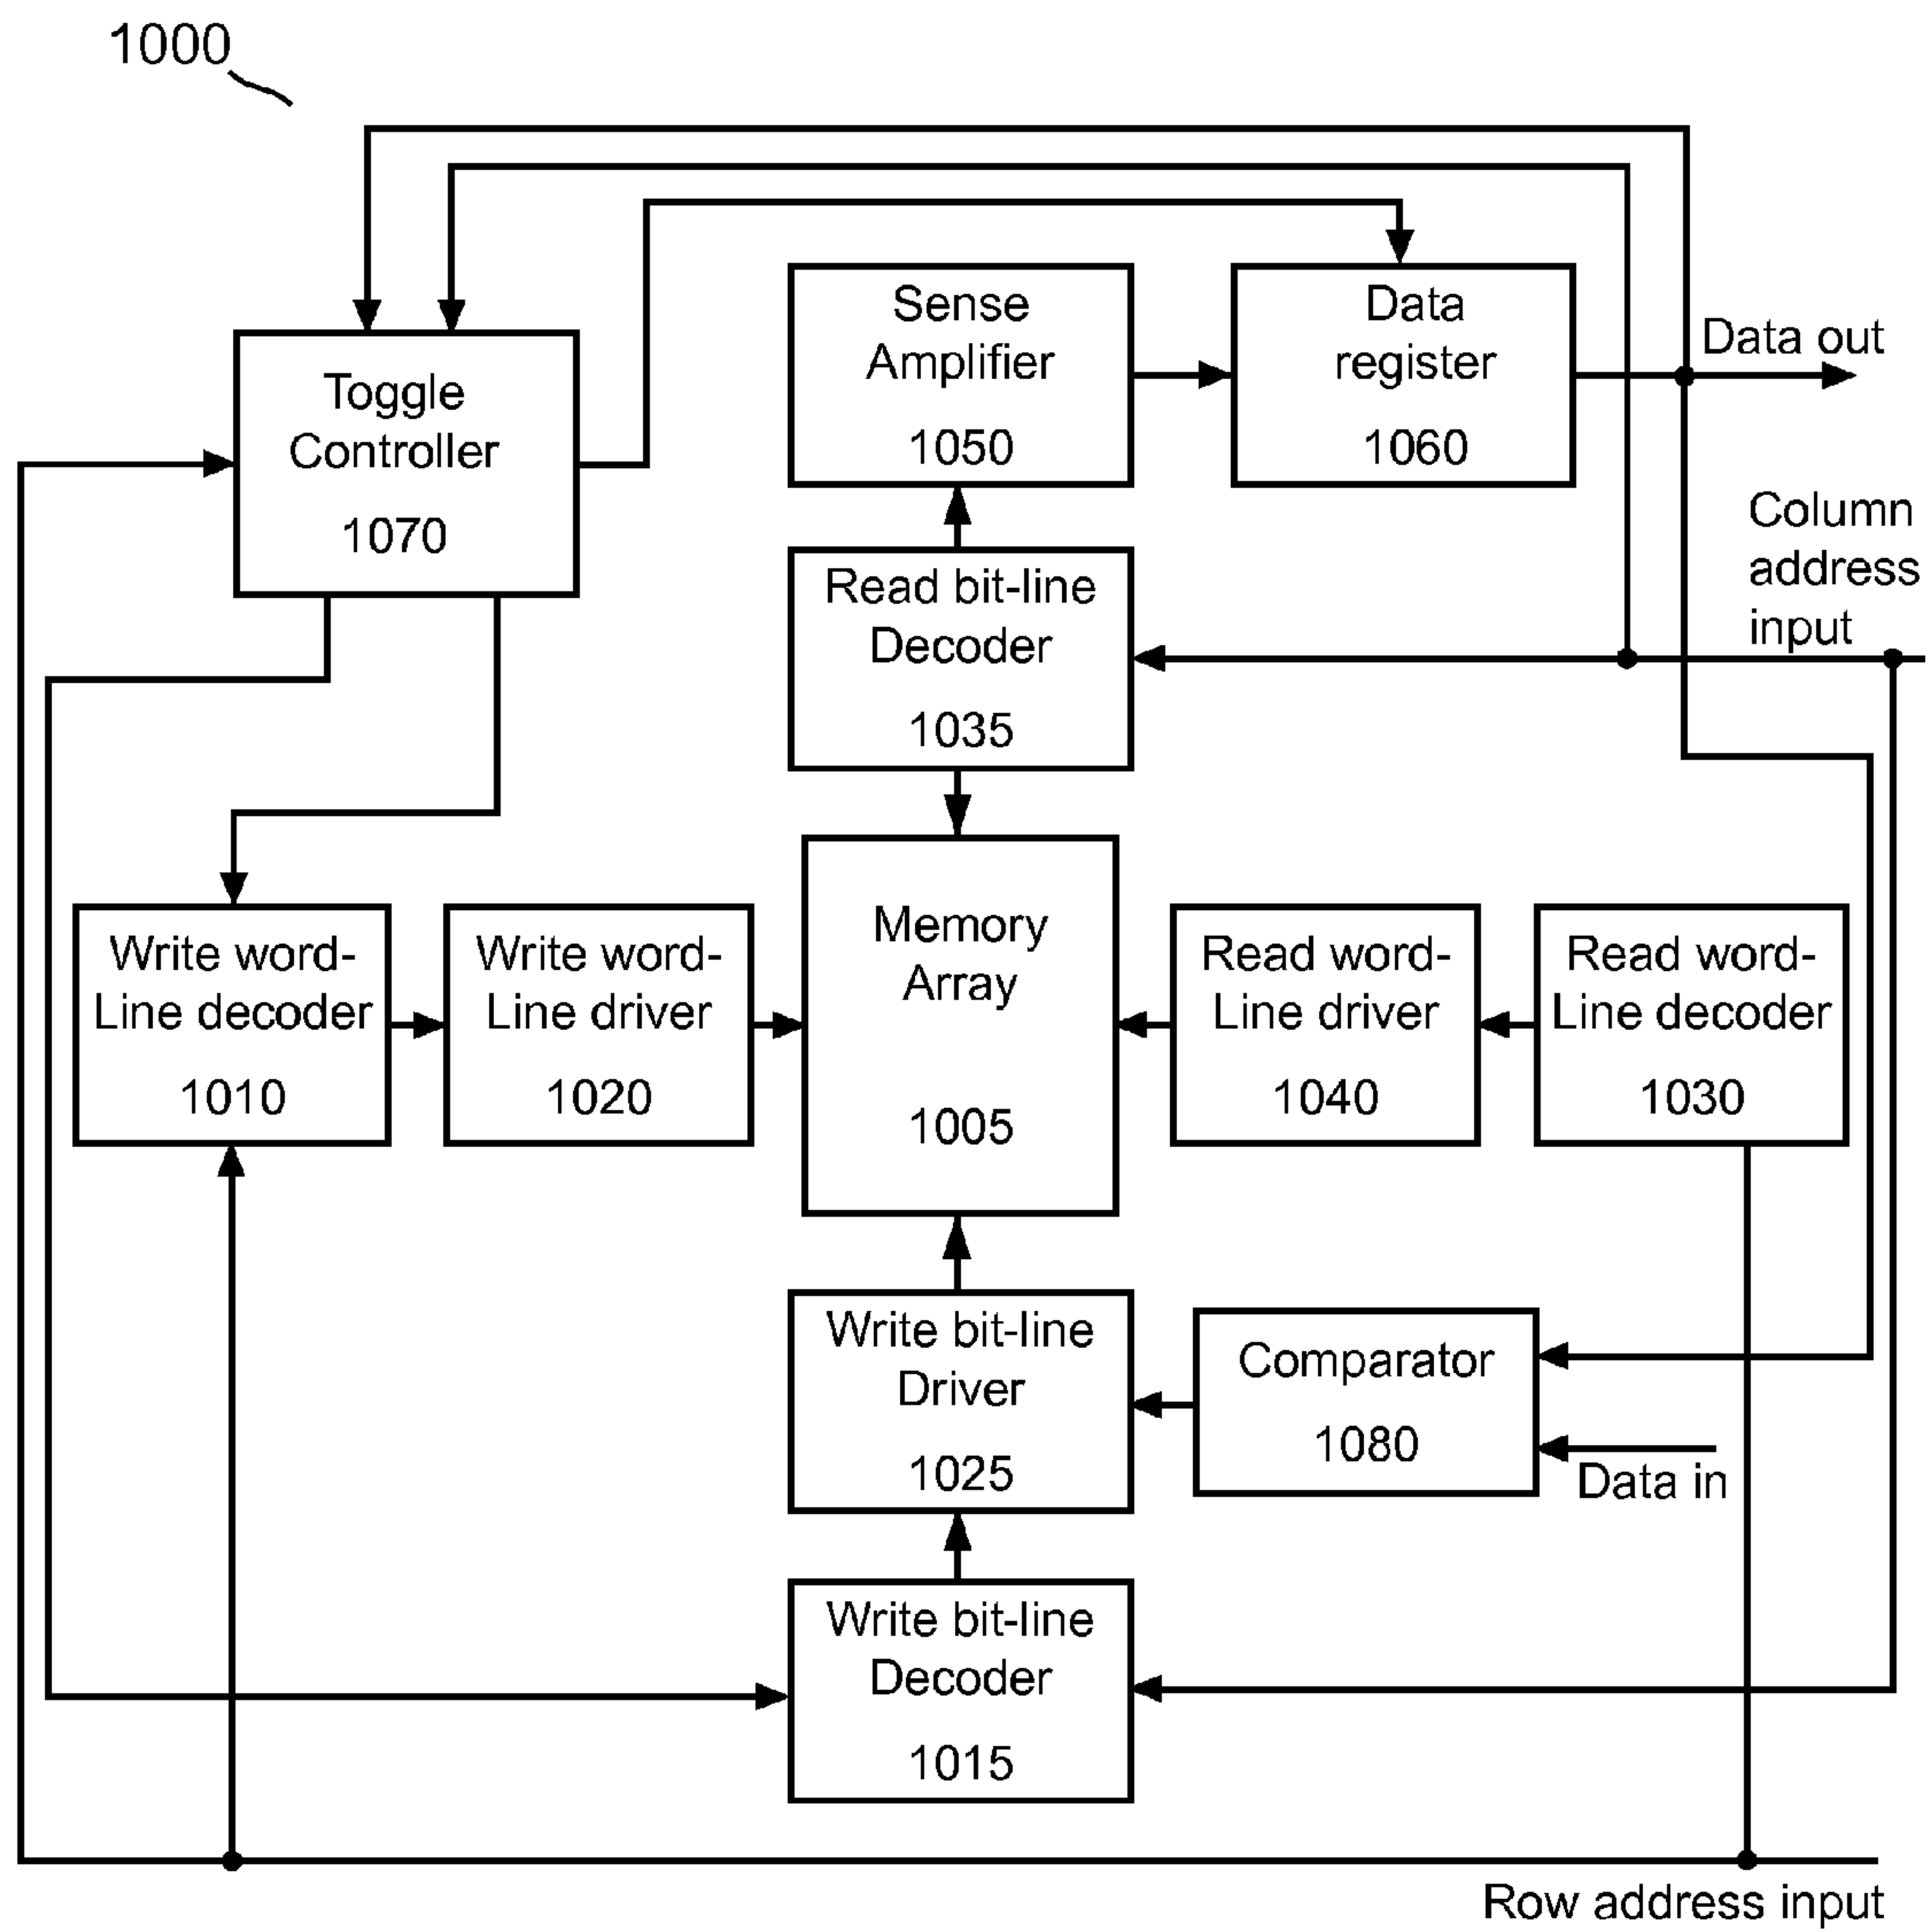 1000
Toggle
Controller
1070
Sense
Amplifier
1050
Data
register
1060
Data out
Column
address
input
Read bit-line
Decoder
1035
Write word-
Line decoder
1010
Write word-
Line driver
1020
Memory
Array
1005
Read word-
Line driver
1040
Read word-
Line decoder
1030
Write bit-line
Driver
1025
Comparator
1080
Data in
Write bit-line
Decoder
1015
Row address input